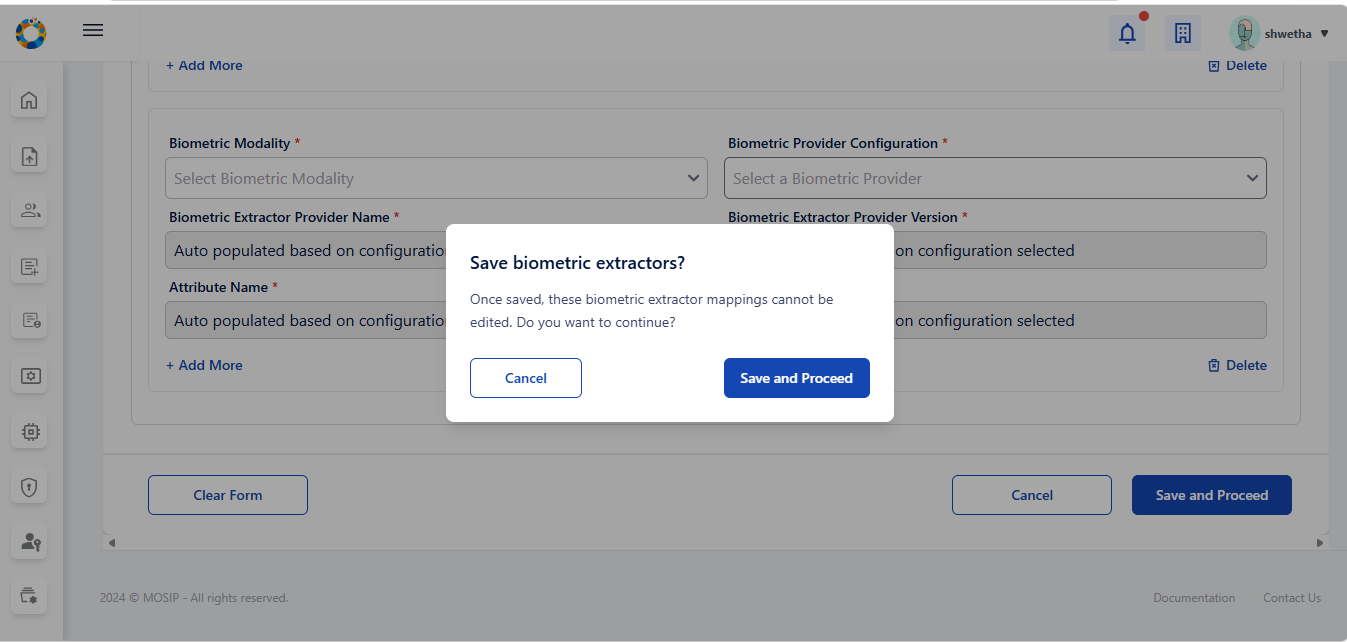 shwetha ▼
+ Add More
Delete
Biometric Modality *
Biometric Provider Configuration *
Select Biometric Modality
Select a Biometric Provider
Biometric Extractor Provider Name *
Biometric Extractor Provider Version *
Auto populated based on
on configuration selected
Attribute Name *
Auto populated based on
on configuration selected
+ Add More
Delete
Save biometric extractors?
Once saved, these biometric extractor mappings cannot be
edited. Do you want to continue?
Cancel
Save and Proceed
Clear Form
Cancel
Save and Proceed
2024 © MOSIP - All rights reserved.
Documentation
Contact Us